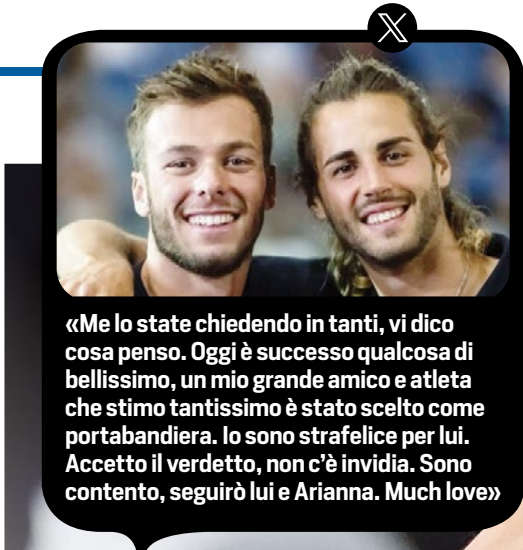 «Me lo state chiedendo in tanti, vi dico
cosa penso. Oggi è successo qualcosa di
bellissimo, un mio grande amico e atleta
che stimo tantissimo è stato scelto come
portabandiera. Io sono strafelice per lui.
Accetto il verdetto, non c’è invidia. Sono
contento, seguirò lui e Arianna. Much love»